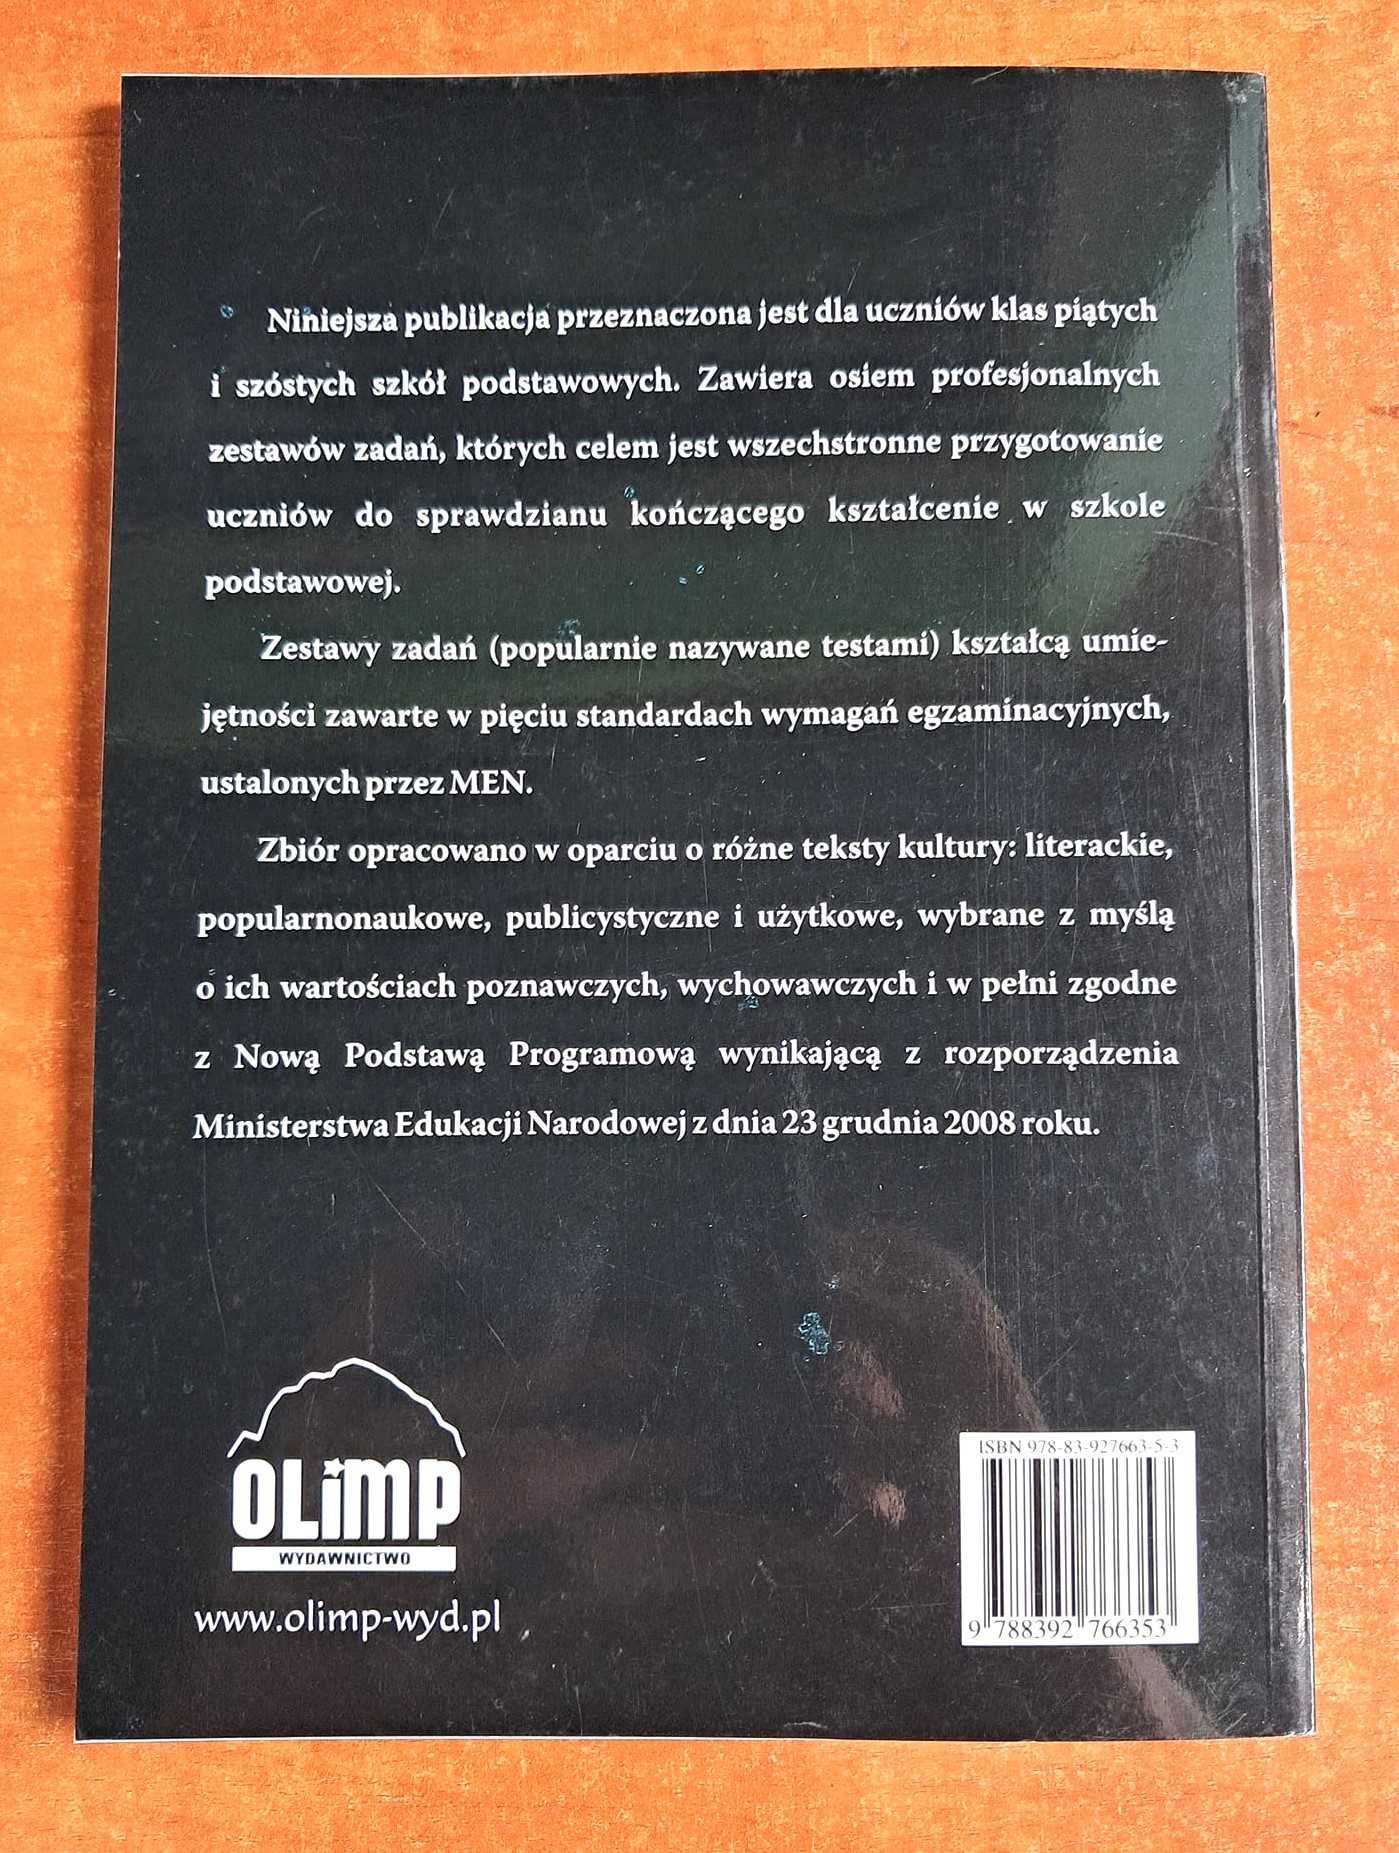 Niniejsza publikacja przeznaczona jest dla uczniów klas piątych
i szóstych szkół podstawowych. Zawiera osiem profesjonalnych
zestawów zadań, których celem jest wszechstronne przygotowanie
uczniów do sprawdzianu kończącego kształcenie w szkole
podstawowej.
Zestawy zadań (popularnie nazywane testami) kształcą umie-
jętności zawarte w pięciu standardach wymagań egzaminacyjnych,
ustalonych przez MEN.
Zbiór opracowano w oparciu o różne teksty kultury: literackie,
popularnonaukowe, publicystyczne i użytkowe, wybrane z myślą
o ich wartościach poznawczych, wychowawczych i w pełni zgodne
z Nową Podstawą Programową wynikającą z rozporządzenia
Ministerstwa Edukacji Narodowej z dnia 23 grudnia 2008 roku.
OLiMP
WYDAWNICTWO
www.olimp-wyd.pl
ISBN 978-83-927663-5-3
9 788392 766353